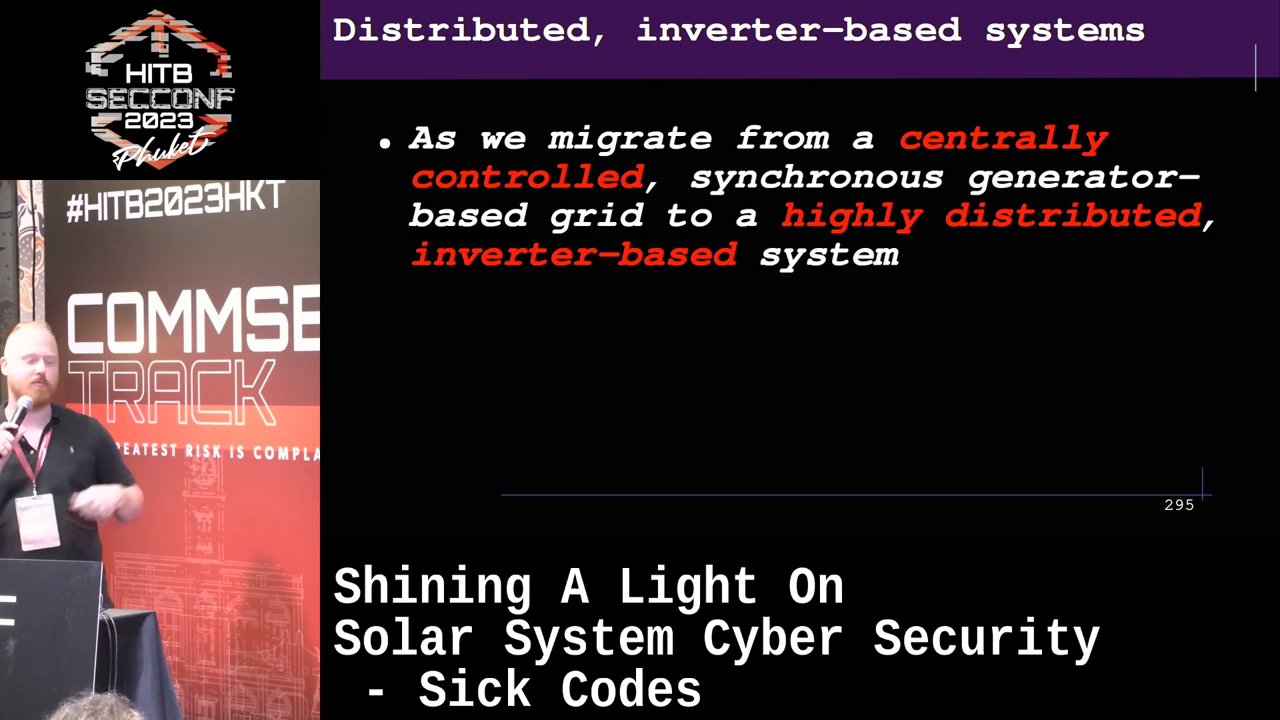 HITB
SECCONF
2023
Phuket
#HITB2023HKT
COMMSE
TRACK
EATEST RISK IS COMPLA
Distributed, inverter-based systems
• As we migrate from a centrally
controlled, synchronous generator-
based grid to a highly distributed,
inverter-based system
295
Shining A Light On
Solar System Cyber Security
- Sick Codes